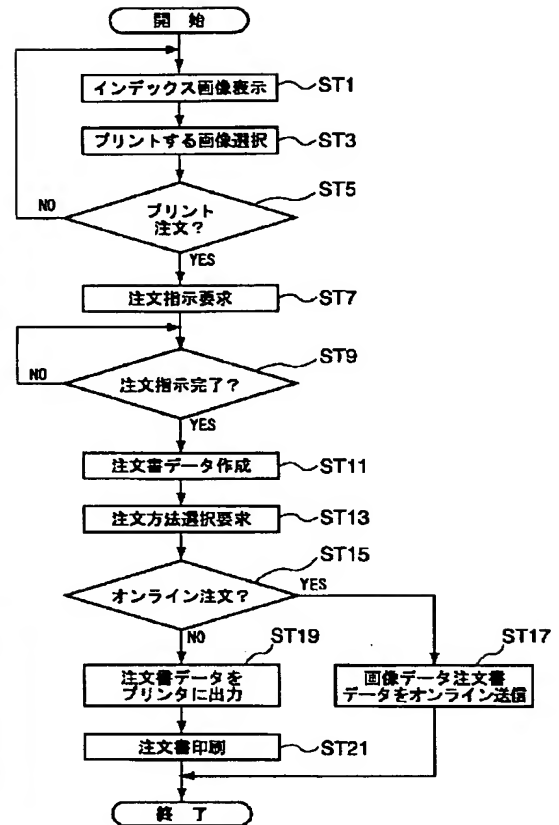 開 始
インデックス画像表示
ST1
プリントする画像選択
ST3
ST5
プリント
注文？
NO
YES
注文指示要求
ST7
ST9
注文指示完了？
NO
YES
注文書データ作成
ST11
注文方法選択要求
ST13
ST15
オンライン注文？
YES
NO
ST19
ST17
注文書データを
プリンタに出力
画像データ注文書
データをオンライン送信
注文書印刷
ST21
終 了